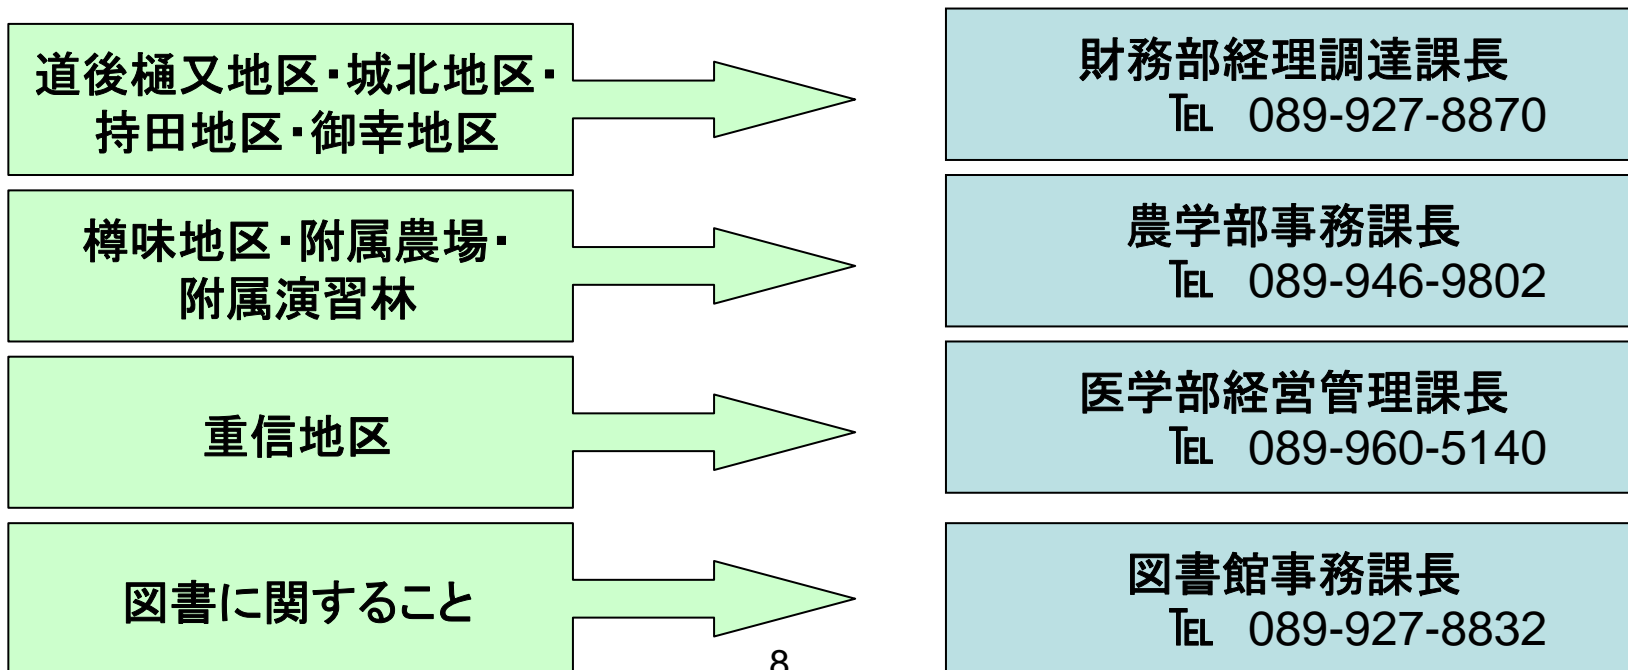 道後樋又地区・城北地区・
持田地区・御幸地区
財務部経理調達課長
℡ 089-927-8870
樽味地区・附属農場・
附属演習林
農学部事務課長
℡ 089-946-9802
重信地区
医学部経営管理課長
℡ 089-960-5140
図書に関すること
図書館事務課長
℡ 089-927-8832
8